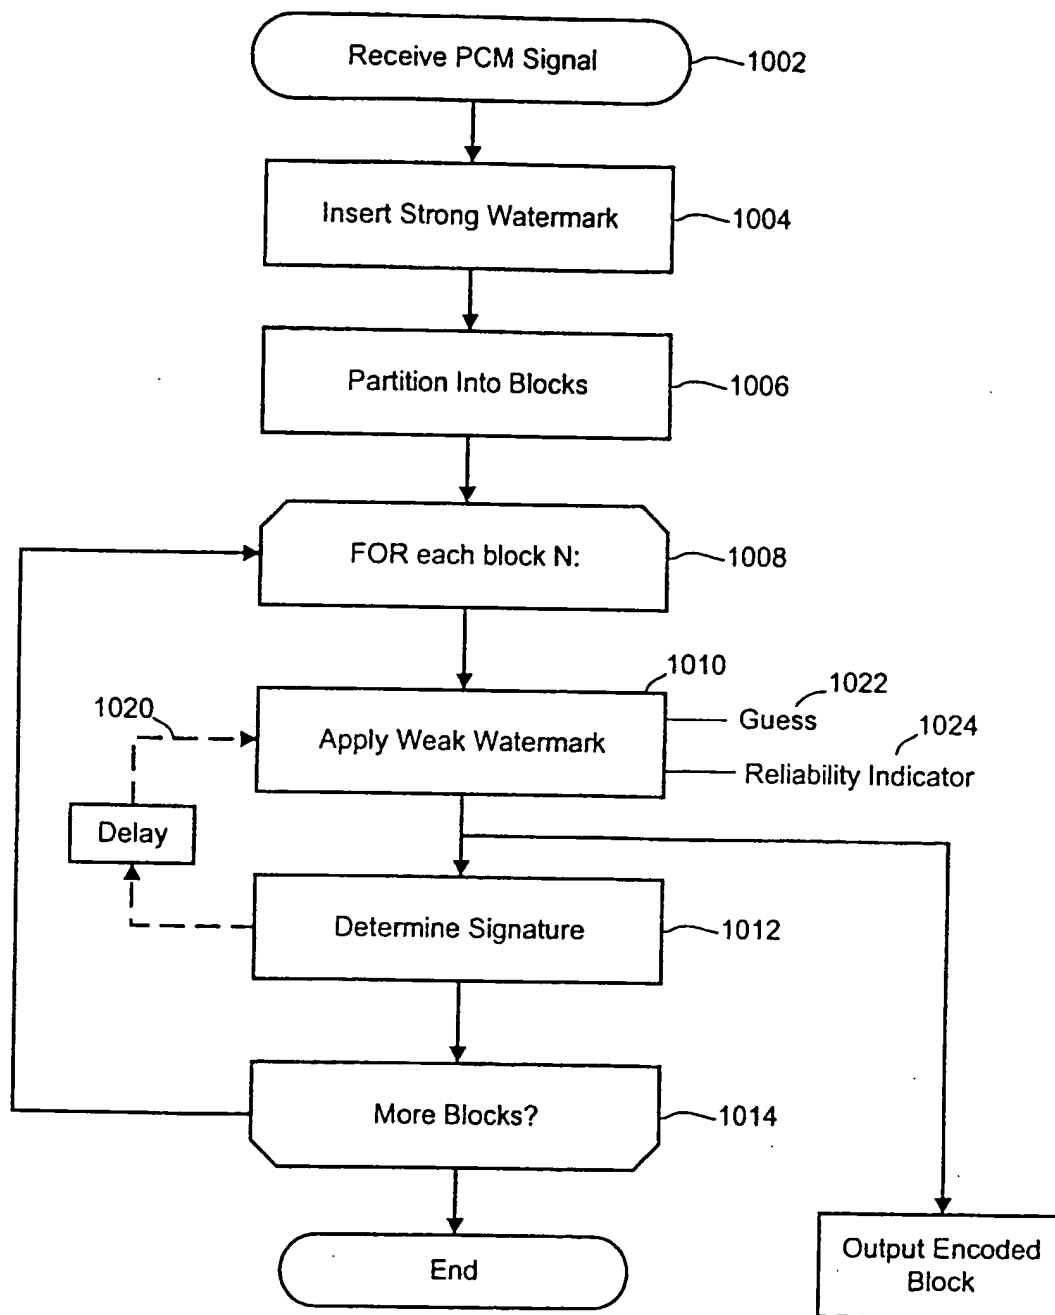 Receive PCM Signal
1002
Insert Strong Watermark
1004
Partition Into Blocks
1006
FOR each block N:
1008
1010
1022
Guess
1020
Apply Weak Watermark
1024
Reliability Indicator
Delay
Determine Signature
1012
More Blocks?
1014
End
Output Encoded
Block